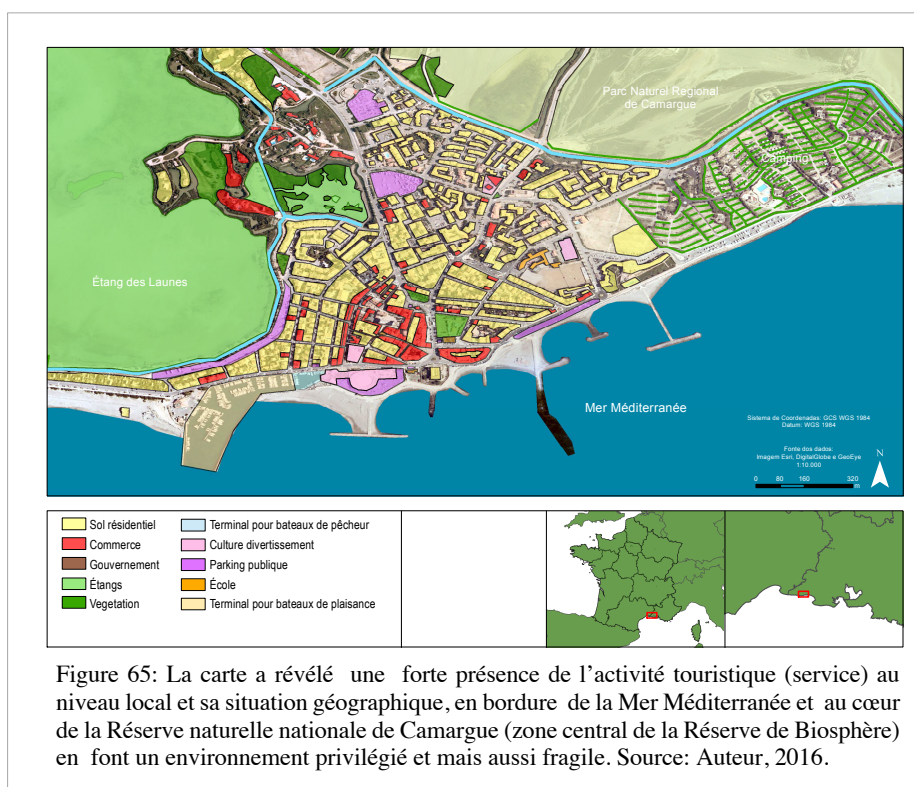 Parc Naturel Regional
de Camargue
Camping
Étang des Launes
Mer Méditerranée
Sistema de Coordenadas: GCS WGS 1984
Datum: WGS 1984
Fonte dos dados:
Imagem Esri, DigitalGlobe e GeoEye
1:10.000
N
0 80 160 320
m
Sol résidentiel
Commerce
Gouvernement
Étangs
Vegetation
Terminal pour bateaux de pêcheur
Culture divertissement
Parking publique
École
Terminal pour bateaux de plaisance
Figure 65: La carte a révélé une forte présence de l'activité touristique (service) au
niveau local et sa situation géographique, en bordure de la Mer Méditerranée et au cœur
de la Réserve naturelle nationale de Camargue (zone central de la Réserve de Biosphère)
en font un environnement privilégié et mais aussi fragile. Source: Auteur, 2016.